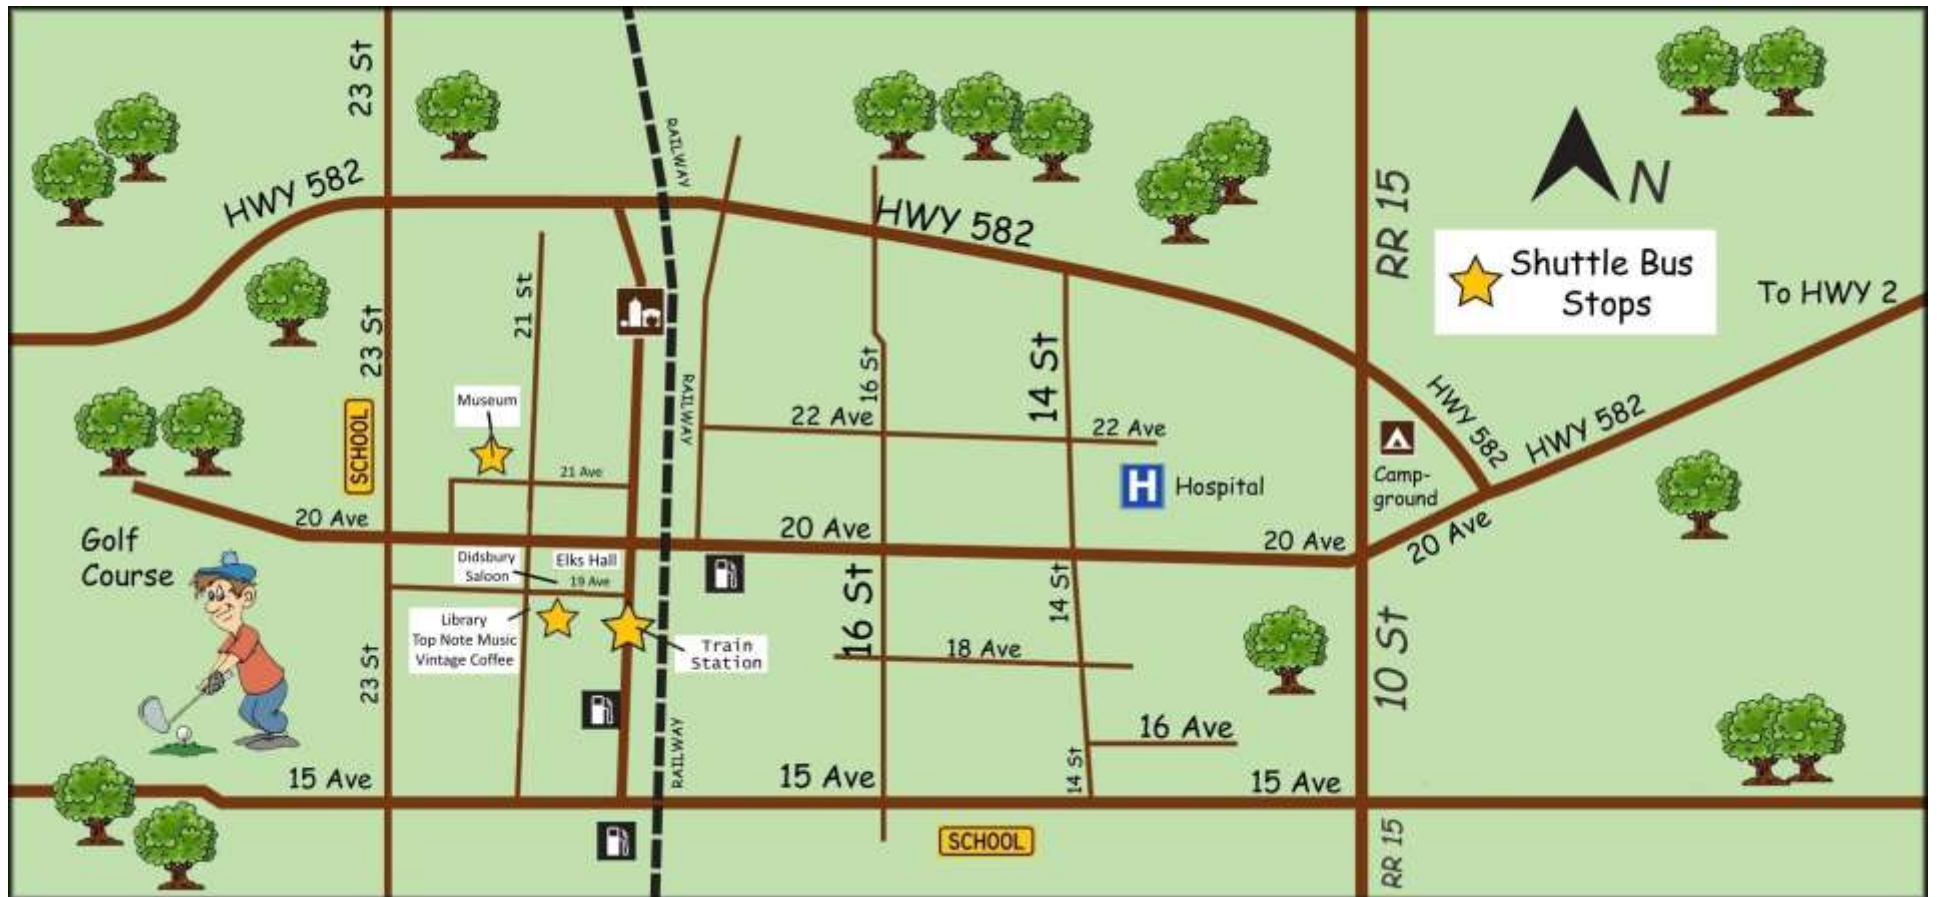 23 St
HWY 582
RAILWAY
HWY 582
RR 15
N
Shuttle Bus
Stops
To HWY 2
21 St
23 St
16 St
14 St
RAILWAY
Museum
22 Ave
22 Ave
HWY 582
HWY 582
SCHOOL
21 Ave
H
Hospital
Camp-
ground
20 Ave
20 Ave
20 Ave
20 Ave
Golf
Course
Didsbury
Saloon
Elks Hall
19 Ave
16 St
14 St
Library
Top Note Music
Vintage Coffee
Train
Station
18 Ave
10 St
23 St
16 Ave
RAILWAY
15 Ave
15 Ave
14 St
15 Ave
SCHOOL
RR 15